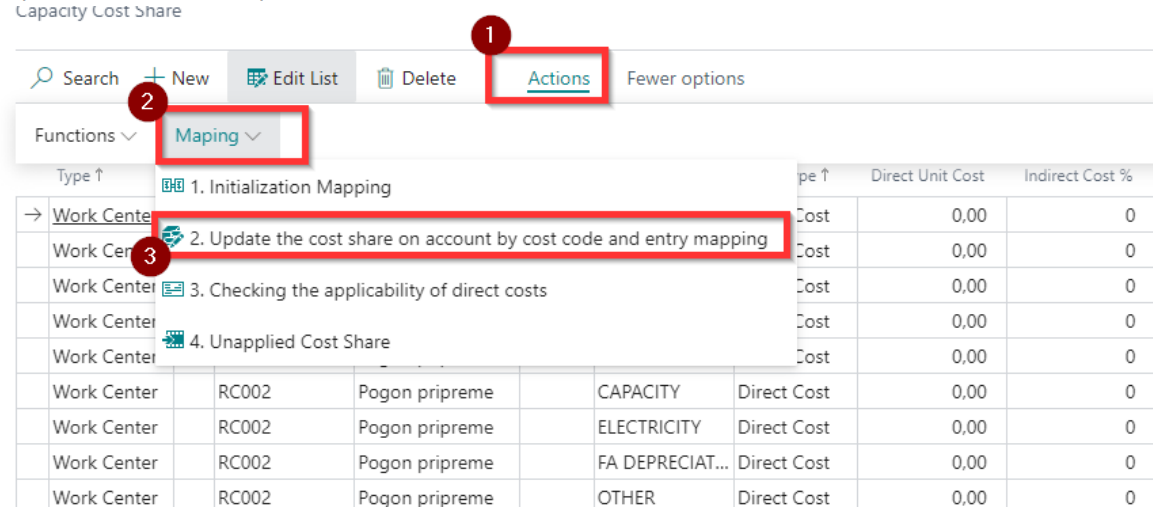 Capacity Cost Share
1
Search + New Edit List Delete Actions Fewer options
2
Functions Maping
Type ↑ pe ↑ Direct Unit Cost Indirect Cost %
1. Initialization Mapping
→ Work Cente Cost 0,00 0
2. Update the cost share on account by cost code and entry mapping
Work Cen Cost 0,00 0
3
Work Center Cost 0,00 0
3. Checking the applicability of direct costs
Work Center Cost 0,00 0
4. Unapplied Cost Share
Work Center Cost 0,00 0
Work Center RC002 Pogon pripreme CAPACITY Direct Cost 0,00 0
Work Center RC002 Pogon pripreme ELECTRICITY Direct Cost 0,00 0
Work Center RC002 Pogon pripreme FA DEPRECIAT... Direct Cost 0,00 0
Work Center RC002 Pogon pripreme OTHER Direct Cost 0,00 0